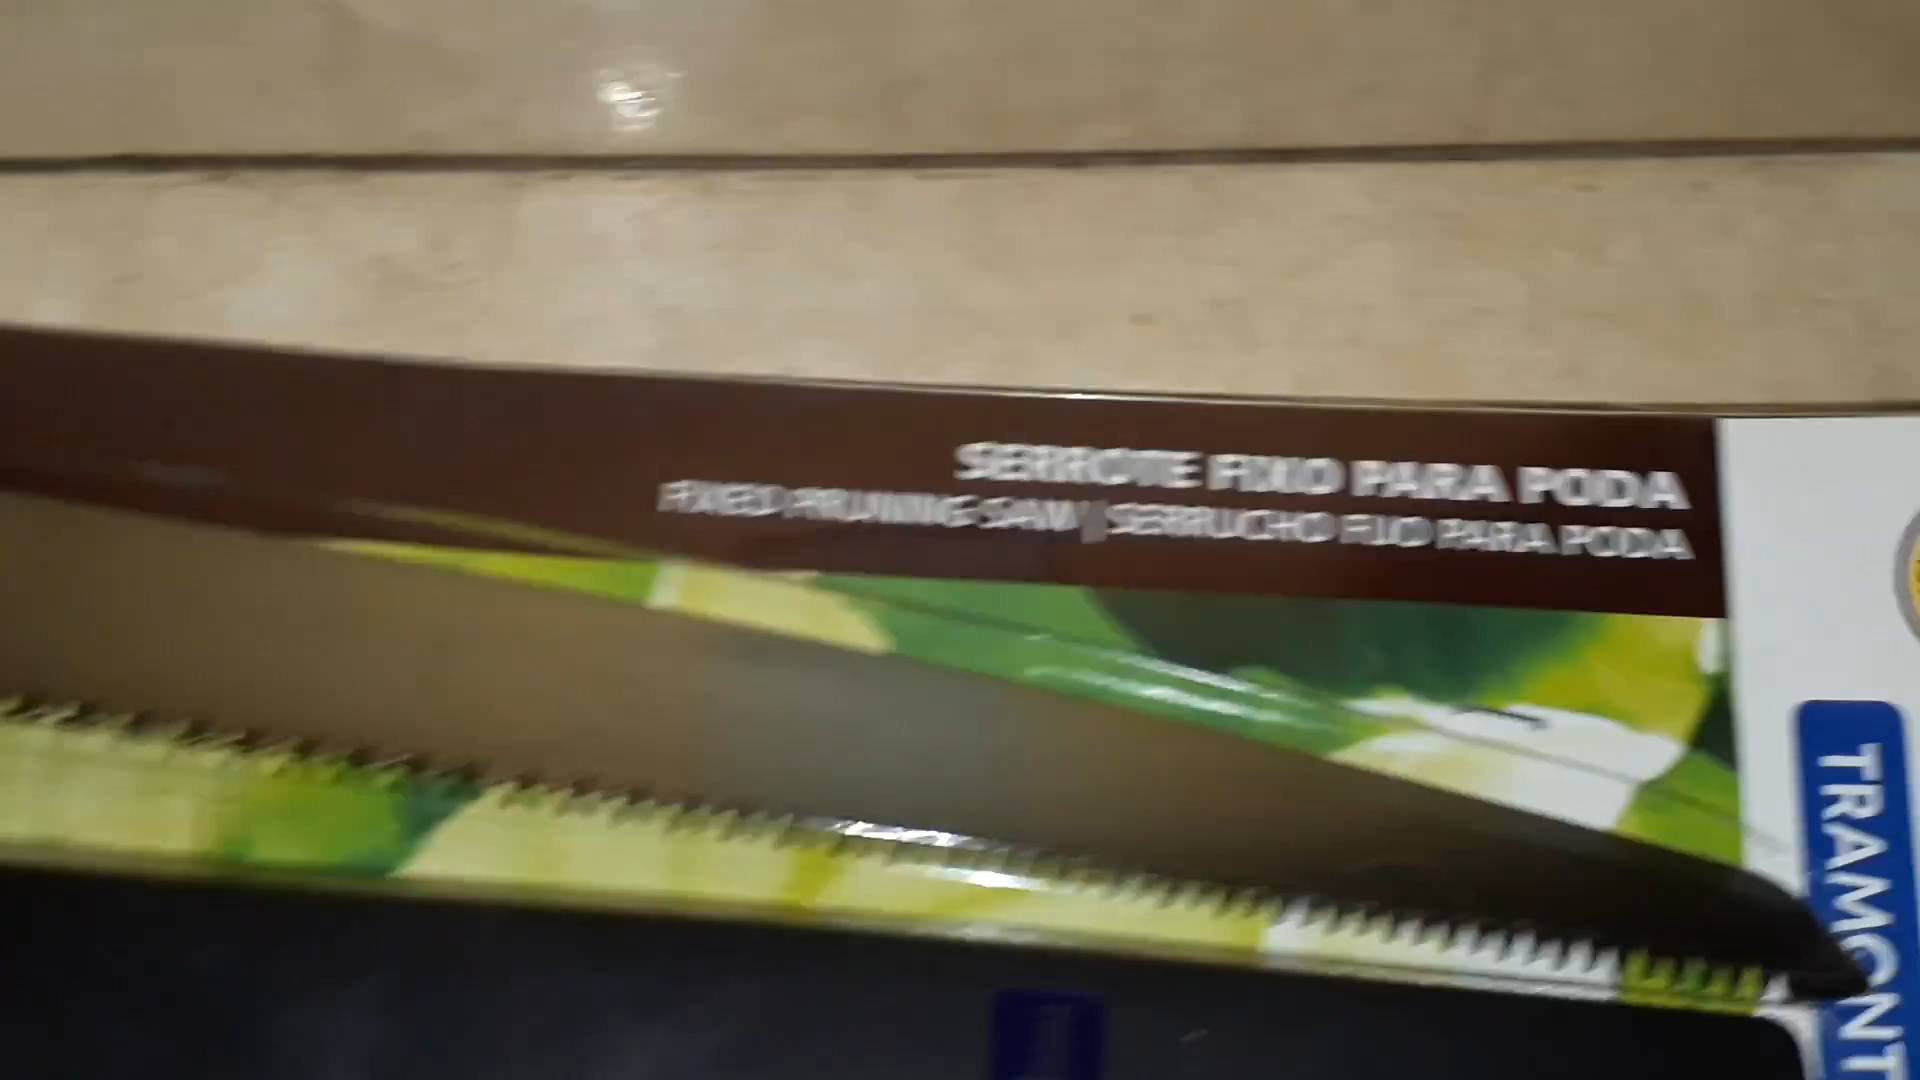 SERROTE FIXO PARA PODA
FIXED PRUNING SAW | SERRUCHO FIJO PARA PODA
TRAMONT